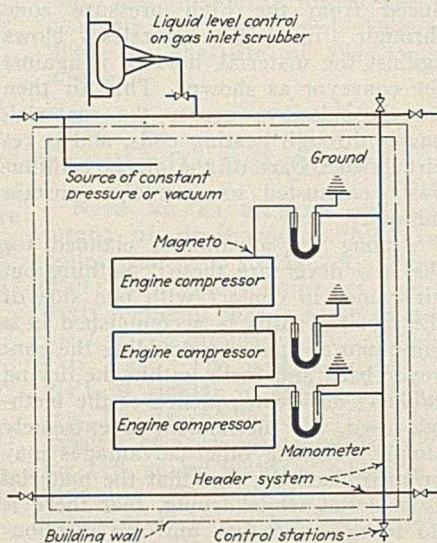 Liquid level control
on gas inlet scrubber
Source of constant
pressure or vacuum
Ground
Magneto
Engine compressor
Engine compressor
Engine compressor
Manometer
Header system
Building wall
Control stations